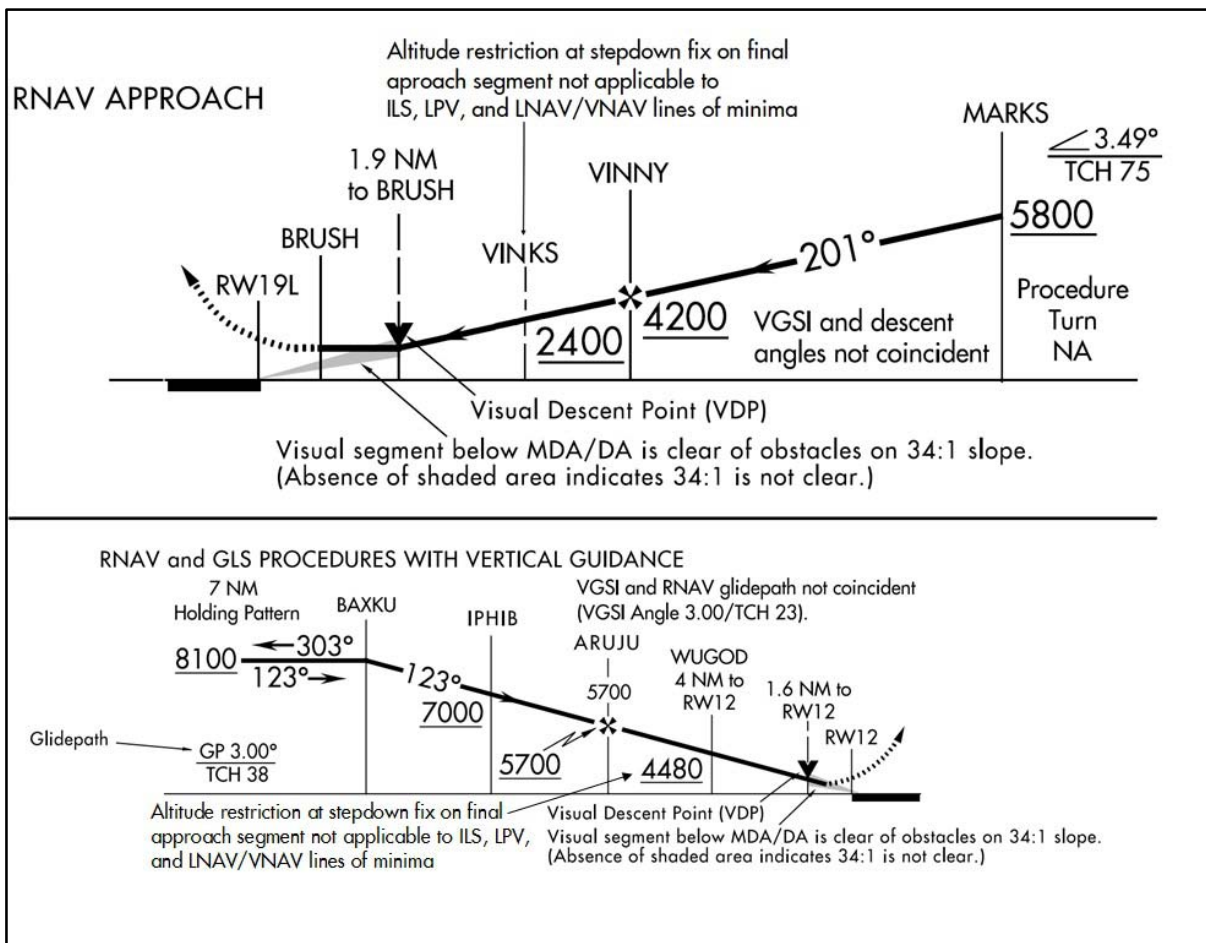 RNAV APPROACH
Altitude restriction at stepdown fix on final
aproach segment not applicable to
ILS, LPV, and LNAV/VNAV lines of minima
MARKS
3.49°
TCH 75
1.9 NM
to BRUSH
VINNY
5800
BRUSH
VINKS
201°
RW19L
2400
4200
VGSI and descent
angles not coincident
Procedure
Turn
NA
Visual Descent Point (VDP)
Visual segment below MDA/DA is clear of obstacles on 34:1 slope.
(Absence of shaded area indicates 34:1 is not clear.)
RNAV and GLS PROCEDURES WITH VERTICAL GUIDANCE
7 NM
Holding Pattern
BAXKU
IPHIB
VGSI and RNAV glidepath not coincident
(VGSI Angle 3.00/TCH 23).
ARUJU
5700
WUGOD
4 NM to
RW12
1.6 NM to
RW12
RW12
8100
303°
123°
123°
7000
5700
4480
Glidepath
GP 3.00°
TCH 38
Altitude restriction at stepdown fix on final
approach segment not applicable to ILS, LPV,
and LNAV/VNAV lines of minima
Visual Descent Point (VDP)
Visual segment below MDA/DA is clear of obstacles on 34:1 slope.
(Absence of shaded area indicates 34:1 is not clear.)